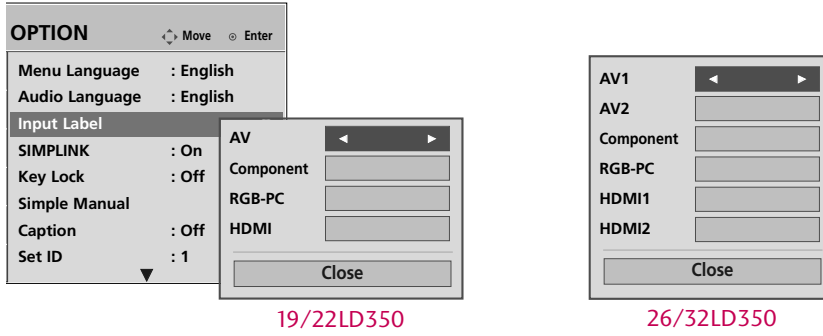 OPTION Move Enter
Menu Language : English
Audio Language : English
Input Label
SIMPLINK : On
Key Lock : Off
Simple Manual
Caption : Off
Set ID : 1
AV
Component
RGB-PC
HDMI
Close
19/22LD350
AV1
AV2
Component
RGB-PC
HDMI1
HDMI2
Close
26/32LD350